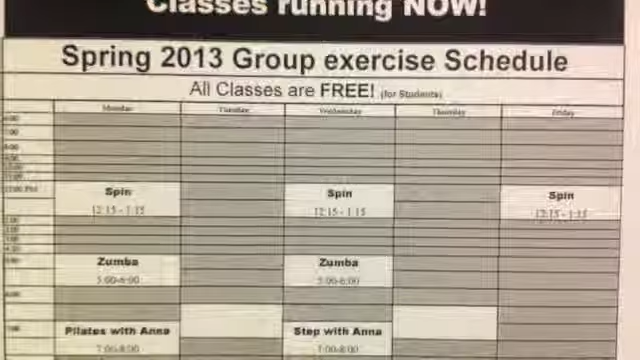 Classes running NOW!
Spring 2013 Group exercise Schedule
All Classes are FREE! (for Students)
Monday Tuesday Wednesday Thursday Friday
Spin Spin Spin
12:15 - 1:15 12:15 - 1:15 12:15 - 1:15
Zumba Zumba
5:00-6:00 5:00-6:00
Pilates with Anna Step with Anna
7:00-8:00 7:00-8:00